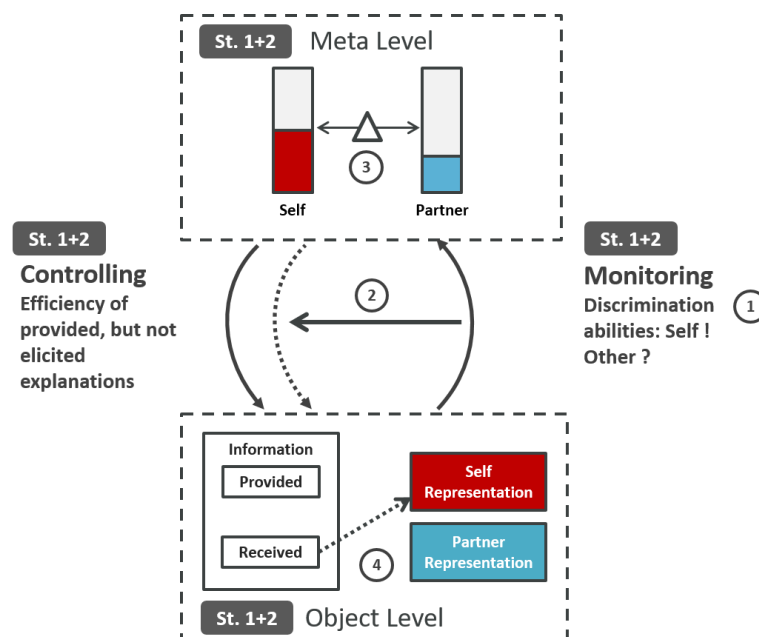 St. 1+2 Meta Level
3
Self Partner
St. 1+2
Controlling
Efficiency of
provided, but not
elicited
explanations
2
St. 1+2
Monitoring
Discrimination
abilities: Self !
Other ?
1
Information
Provided
Received
Self
Representation
Partner
Representation
4
St. 1+2 Object Level